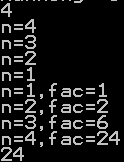 4
n=4
n=3
n=2
n=1
n=1,fac=1
n=2,fac=2
n=3,fac=6
n=4,fac=24
24